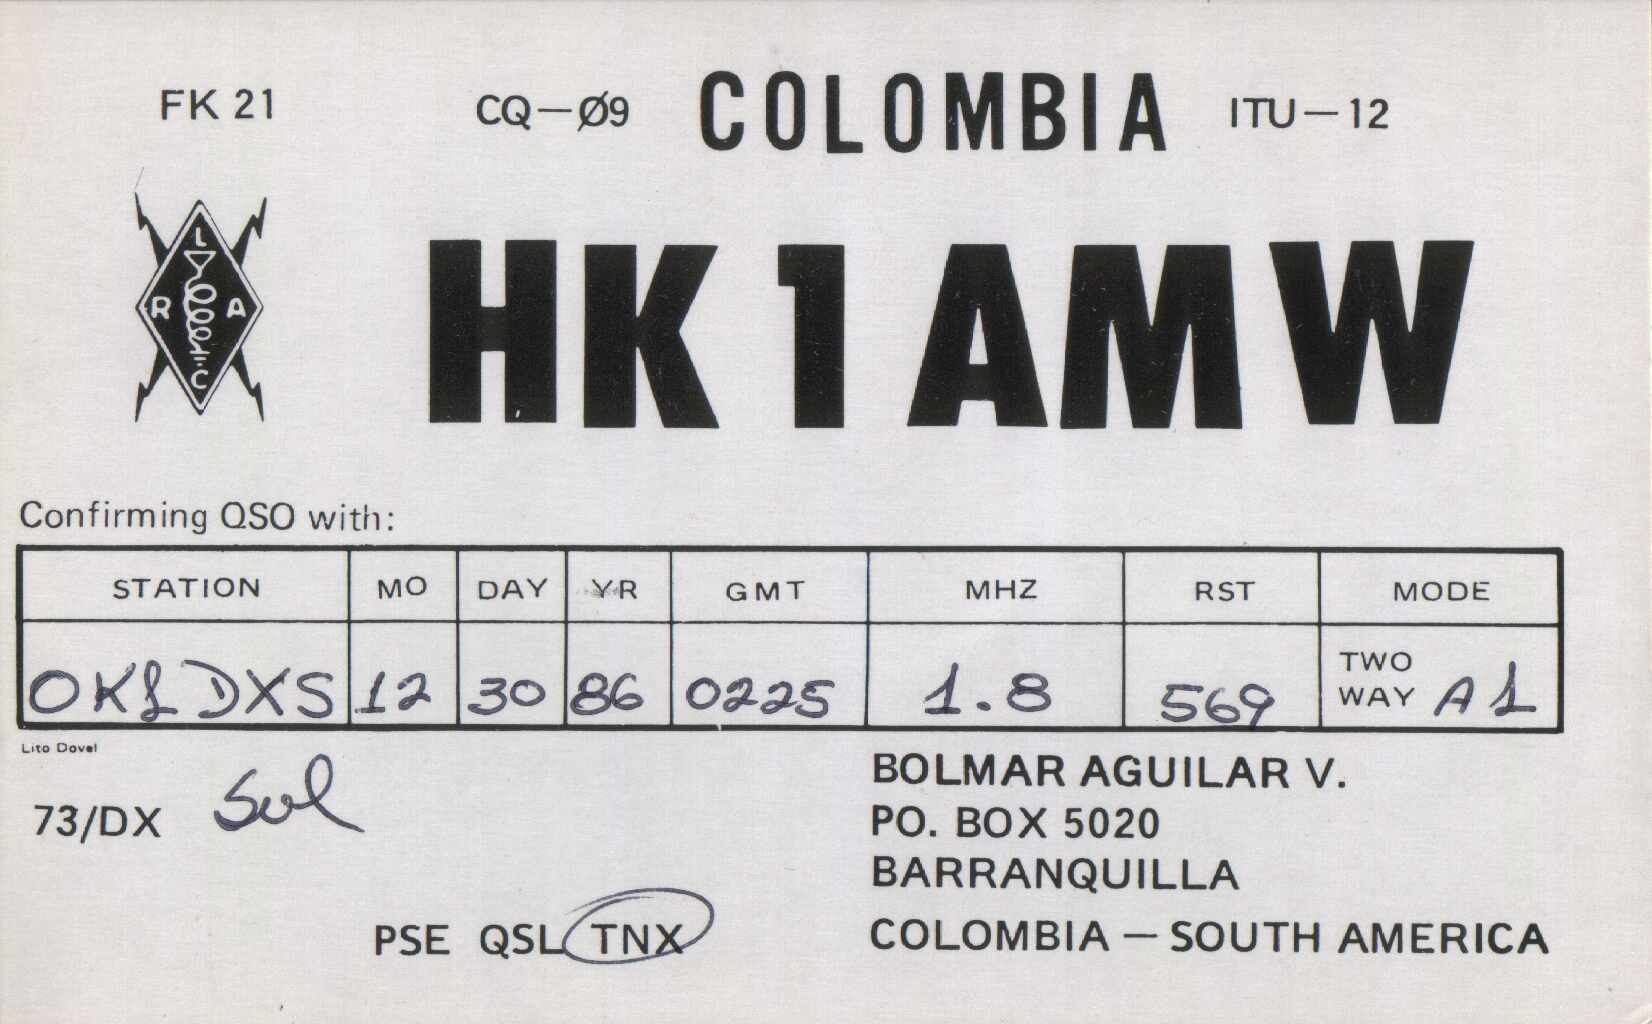 FK 21 CQ—Ø9 COLOMBIA ITU—12
L
R A
C
HK1AMW
Confirming QSO with:
STATION MO DAY YR GMT MHZ RST MODE
OK1DXS 12 30 86 0225 1.8 569 TWO WAY A1
Lito Dovel
73/DX
BOLMAR AGUILAR V.
PO. BOX 5020
BARRANQUILLA
PSE QSL TNX
COLOMBIA — SOUTH AMERICA